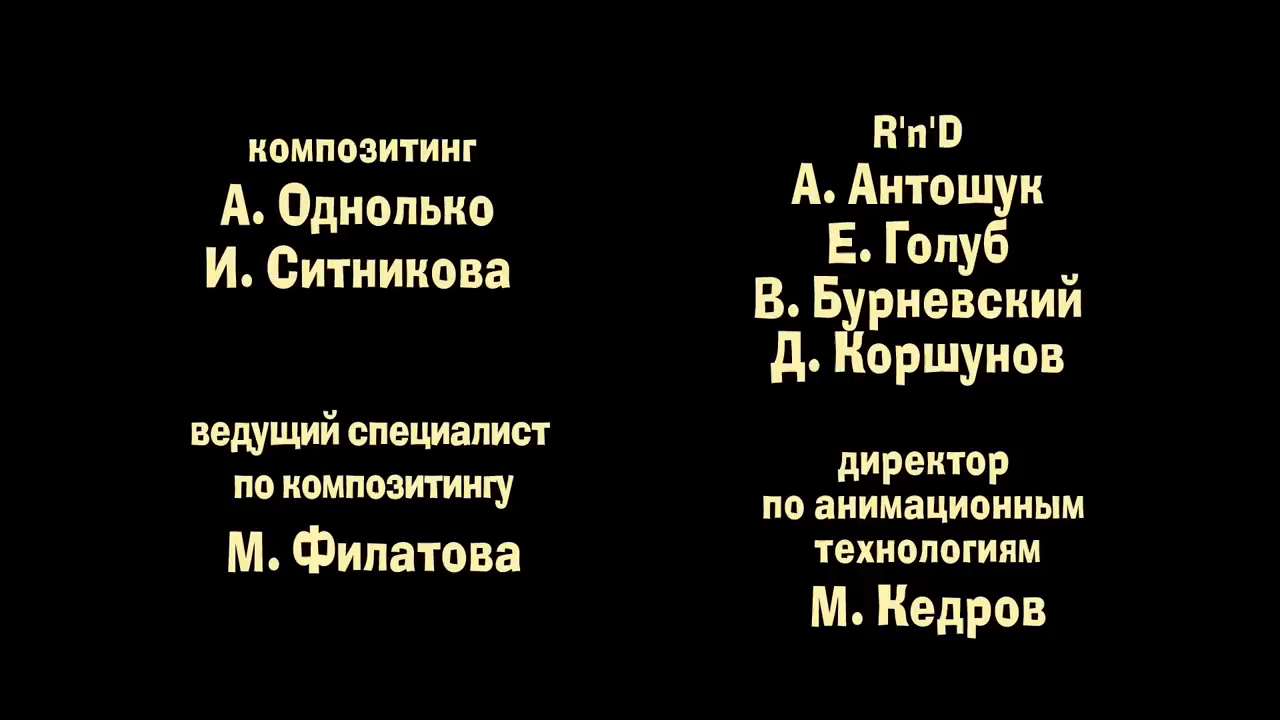 композитинг
А. Однолько
И. Ситникова
ведущий специалист
по композитингу
М. Филатова
R'n'D
А. Антошук
Е. Голуб
В. Бурневский
Д. Коршунов
директор
по анимационным
технологиям
М. Кедров